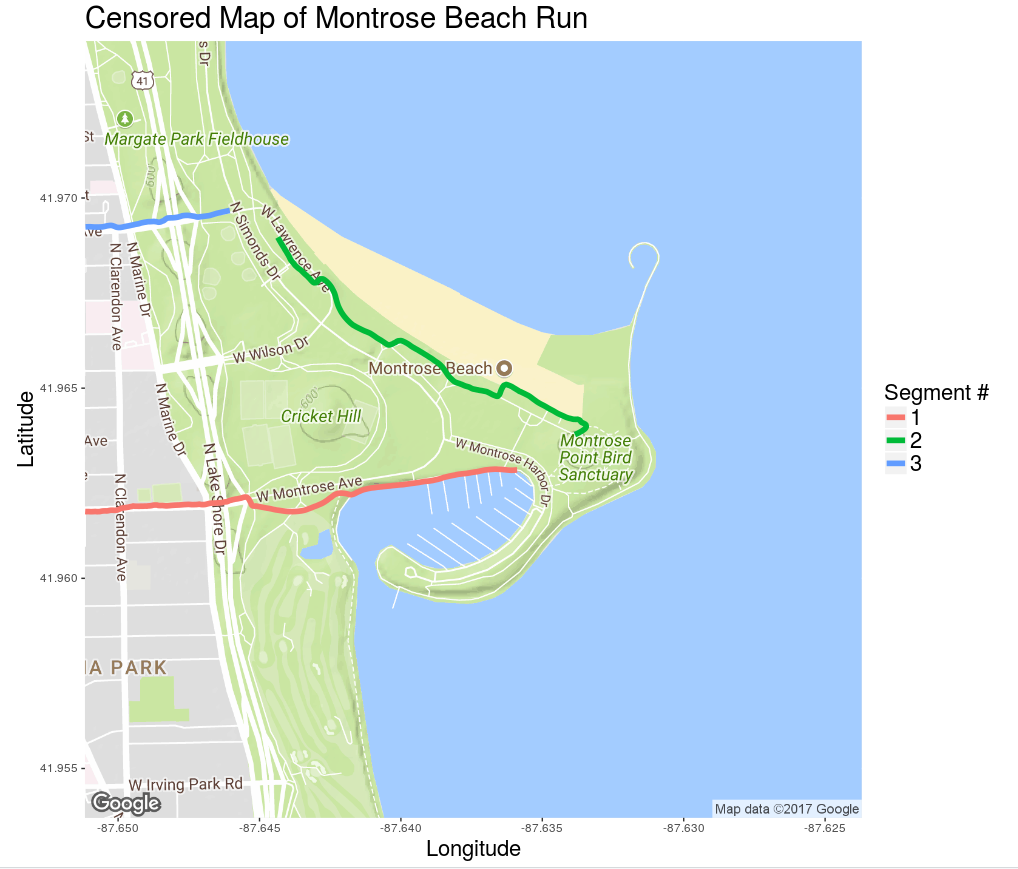 Censored Map of Montrose Beach Run
s Dr
41
St
Margate Park Fieldhouse
600
t
41.970
N Simonds Dr
W Lawrence Ave
ve
N Clarendon Ave
N Marine Dr
W Wilson Dr
Montrose Beach
41.965
Latitude
Segment #
1
2
3
N Marine Dr
600'
Cricket Hill
Ave
Montrose
Point Bird
Sanctuary
W Montrose Harbor Dr
e
N Lake Shore Dr
W Montrose Ave
N Clarendon Ave
41.960
IA PARK
41.955
W Irving Park Rd
Google
Map data ©2017 Google
-87.650
-87.645
-87.640
-87.635
-87.630
-87.625
Longitude